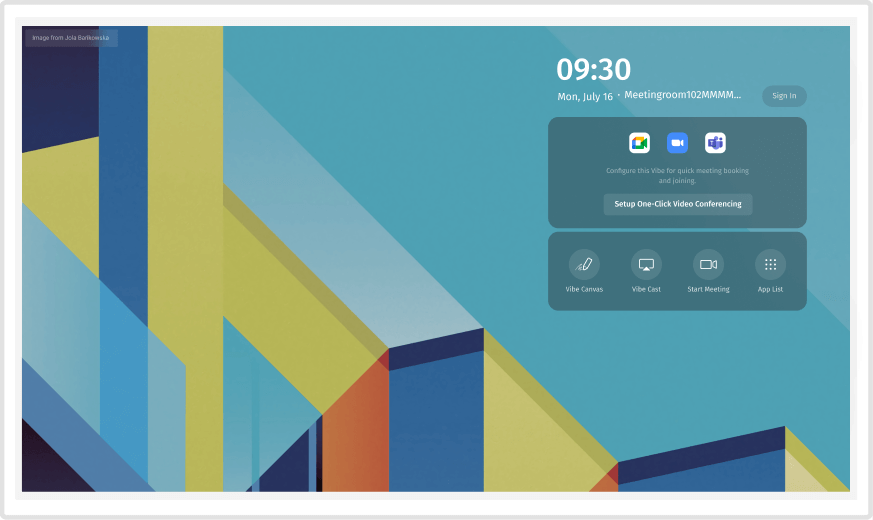 Image from Jola Bańkowska
09:30
Mon, July 16 · Meetingroom102MMMM...
Sign In
Configure this Vibe for quick meeting booking
and joining.
Setup One-Click Video Conferencing
Vibe Canvas
Vibe Cast
Start Meeting
App List